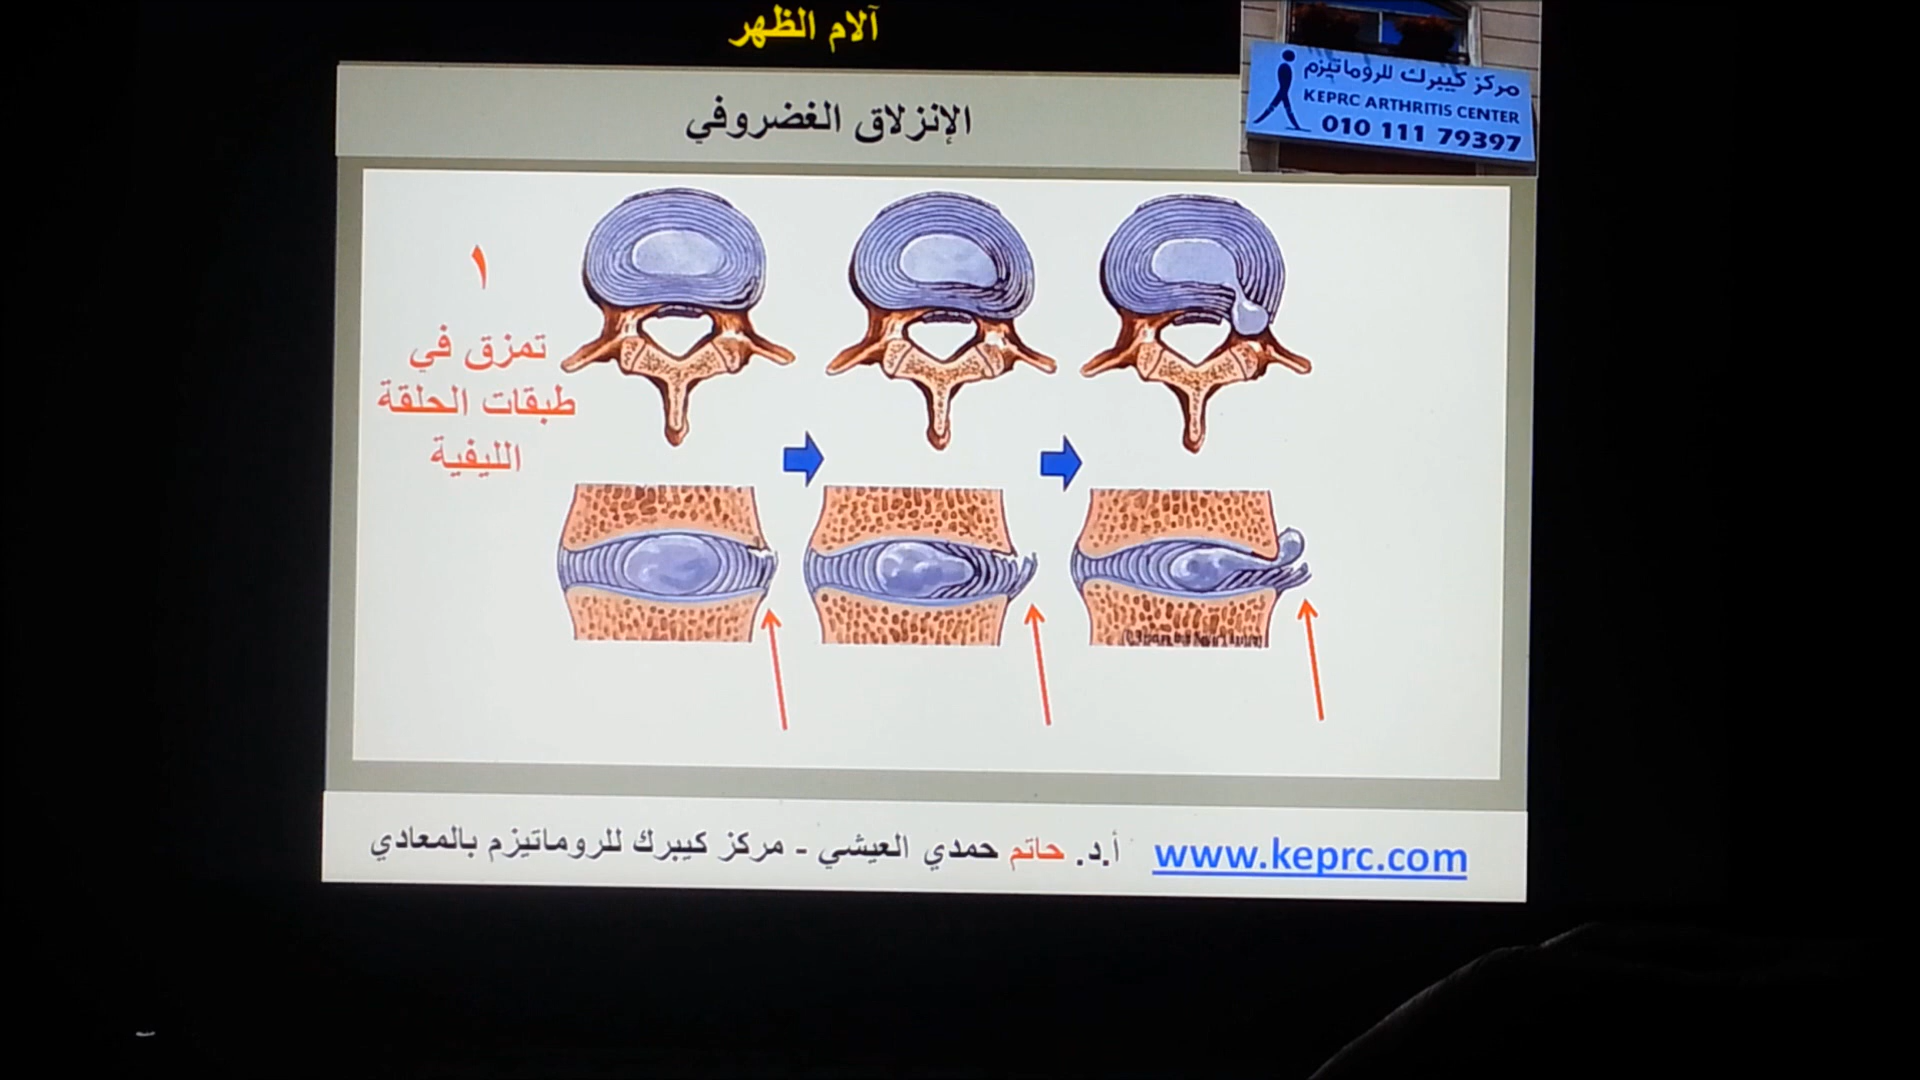 آلام الظهر
مركز كيبرك للروماتيزم
KEPRC ARTHRITIS CENTER
010 111 79397
الإنزلاق الغضروفي
١
تمزق في
طبقات الحلقة
الليفية
أ.د. حاتم حمدي العيشي - مركز كيبرك للروماتيزم بالمعادي
www.keprc.com